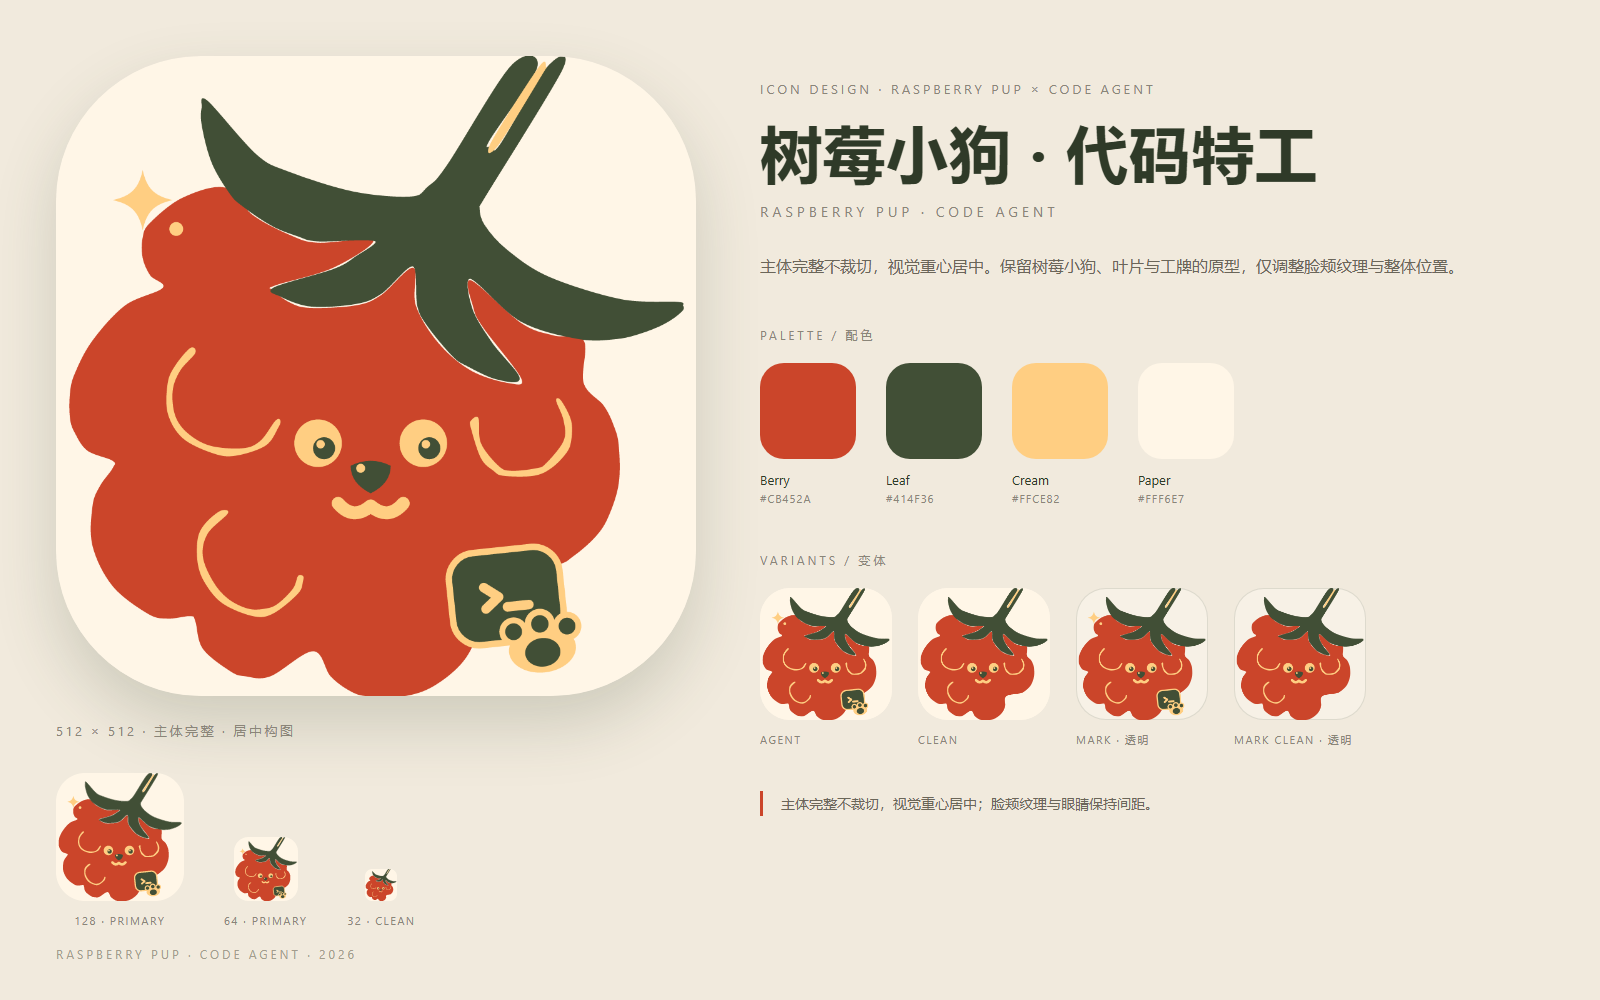 ICON DESIGN · RASPBERRY PUP × CODE AGENT
树莓小狗 · 代码特工
RASPBERRY PUP · CODE AGENT
主体完整不裁切，视觉重心居中。保留树莓小狗、叶片与工牌的原型，仅调整脸颊纹理与整体位置。
PALETTE / 配色
Berry
#CB452A
Leaf
#414F36
Cream
#FFCE82
Paper
#FFF6E7
VARIANTS / 变体
AGENT
CLEAN
MARK · 透明
MARK CLEAN · 透明
主体完整不裁切，视觉重心居中；脸颊纹理与眼睛保持间距。
512 × 512 · 主体完整 · 居中构图
128 · PRIMARY
64 · PRIMARY
32 · CLEAN
RASPBERRY PUP · CODE AGENT · 2026